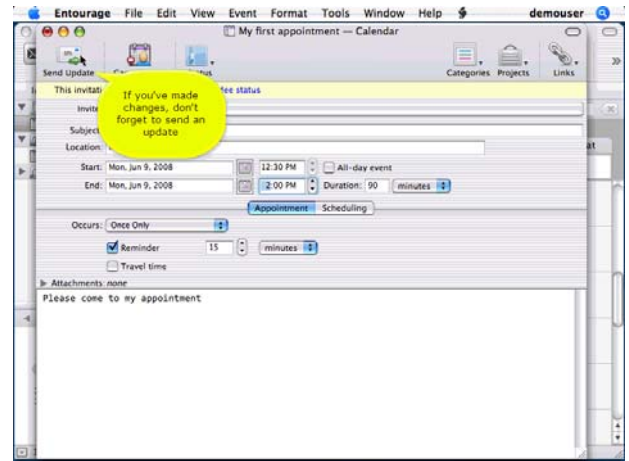 Entourage File Edit View Event Format Tools Window Help demouser
My first appointment — Calendar
Send Update Categories Projects Links
This invitati
Invite
Subject
Location:
If you've made
changes, don't
forget to send an
update
Start: Mon, Jun 9, 2008 12:30 PM All-day event
End: Mon, Jun 9, 2008 2:00 PM Duration: 90 minutes
Appointment Scheduling
Occurs: Once Only
Reminder 15 minutes
Travel time
Attachments: none
Please come to my appointment